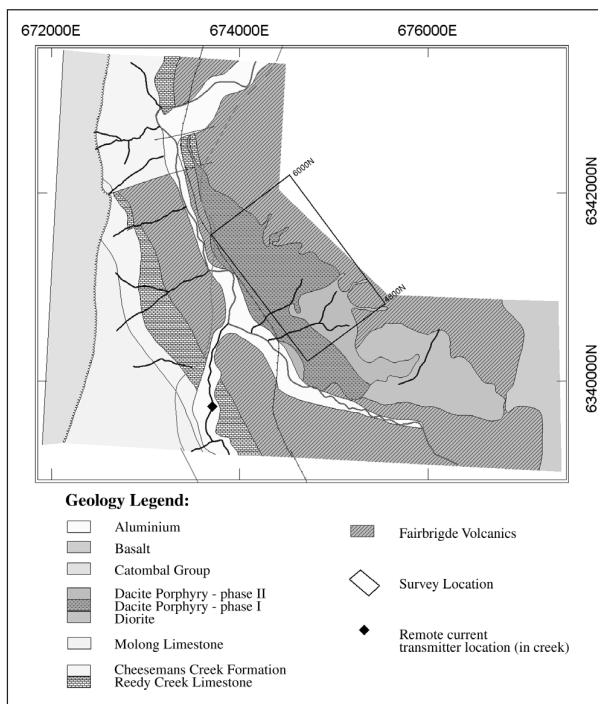 672000E 674000E 676000E
6000N
6342000N
4800N
6340000N
Geology Legend:
Aluminium
Basalt
Catombal Group
Dacite Porphyry - phase II
Dacite Porphyry - phase I
Diorite
Molong Limestone
Cheesemans Creek Formation
Reedy Creek Limestone
Fairbrigde Volcanics
Survey Location
Remote current
transmitter location (in creek)